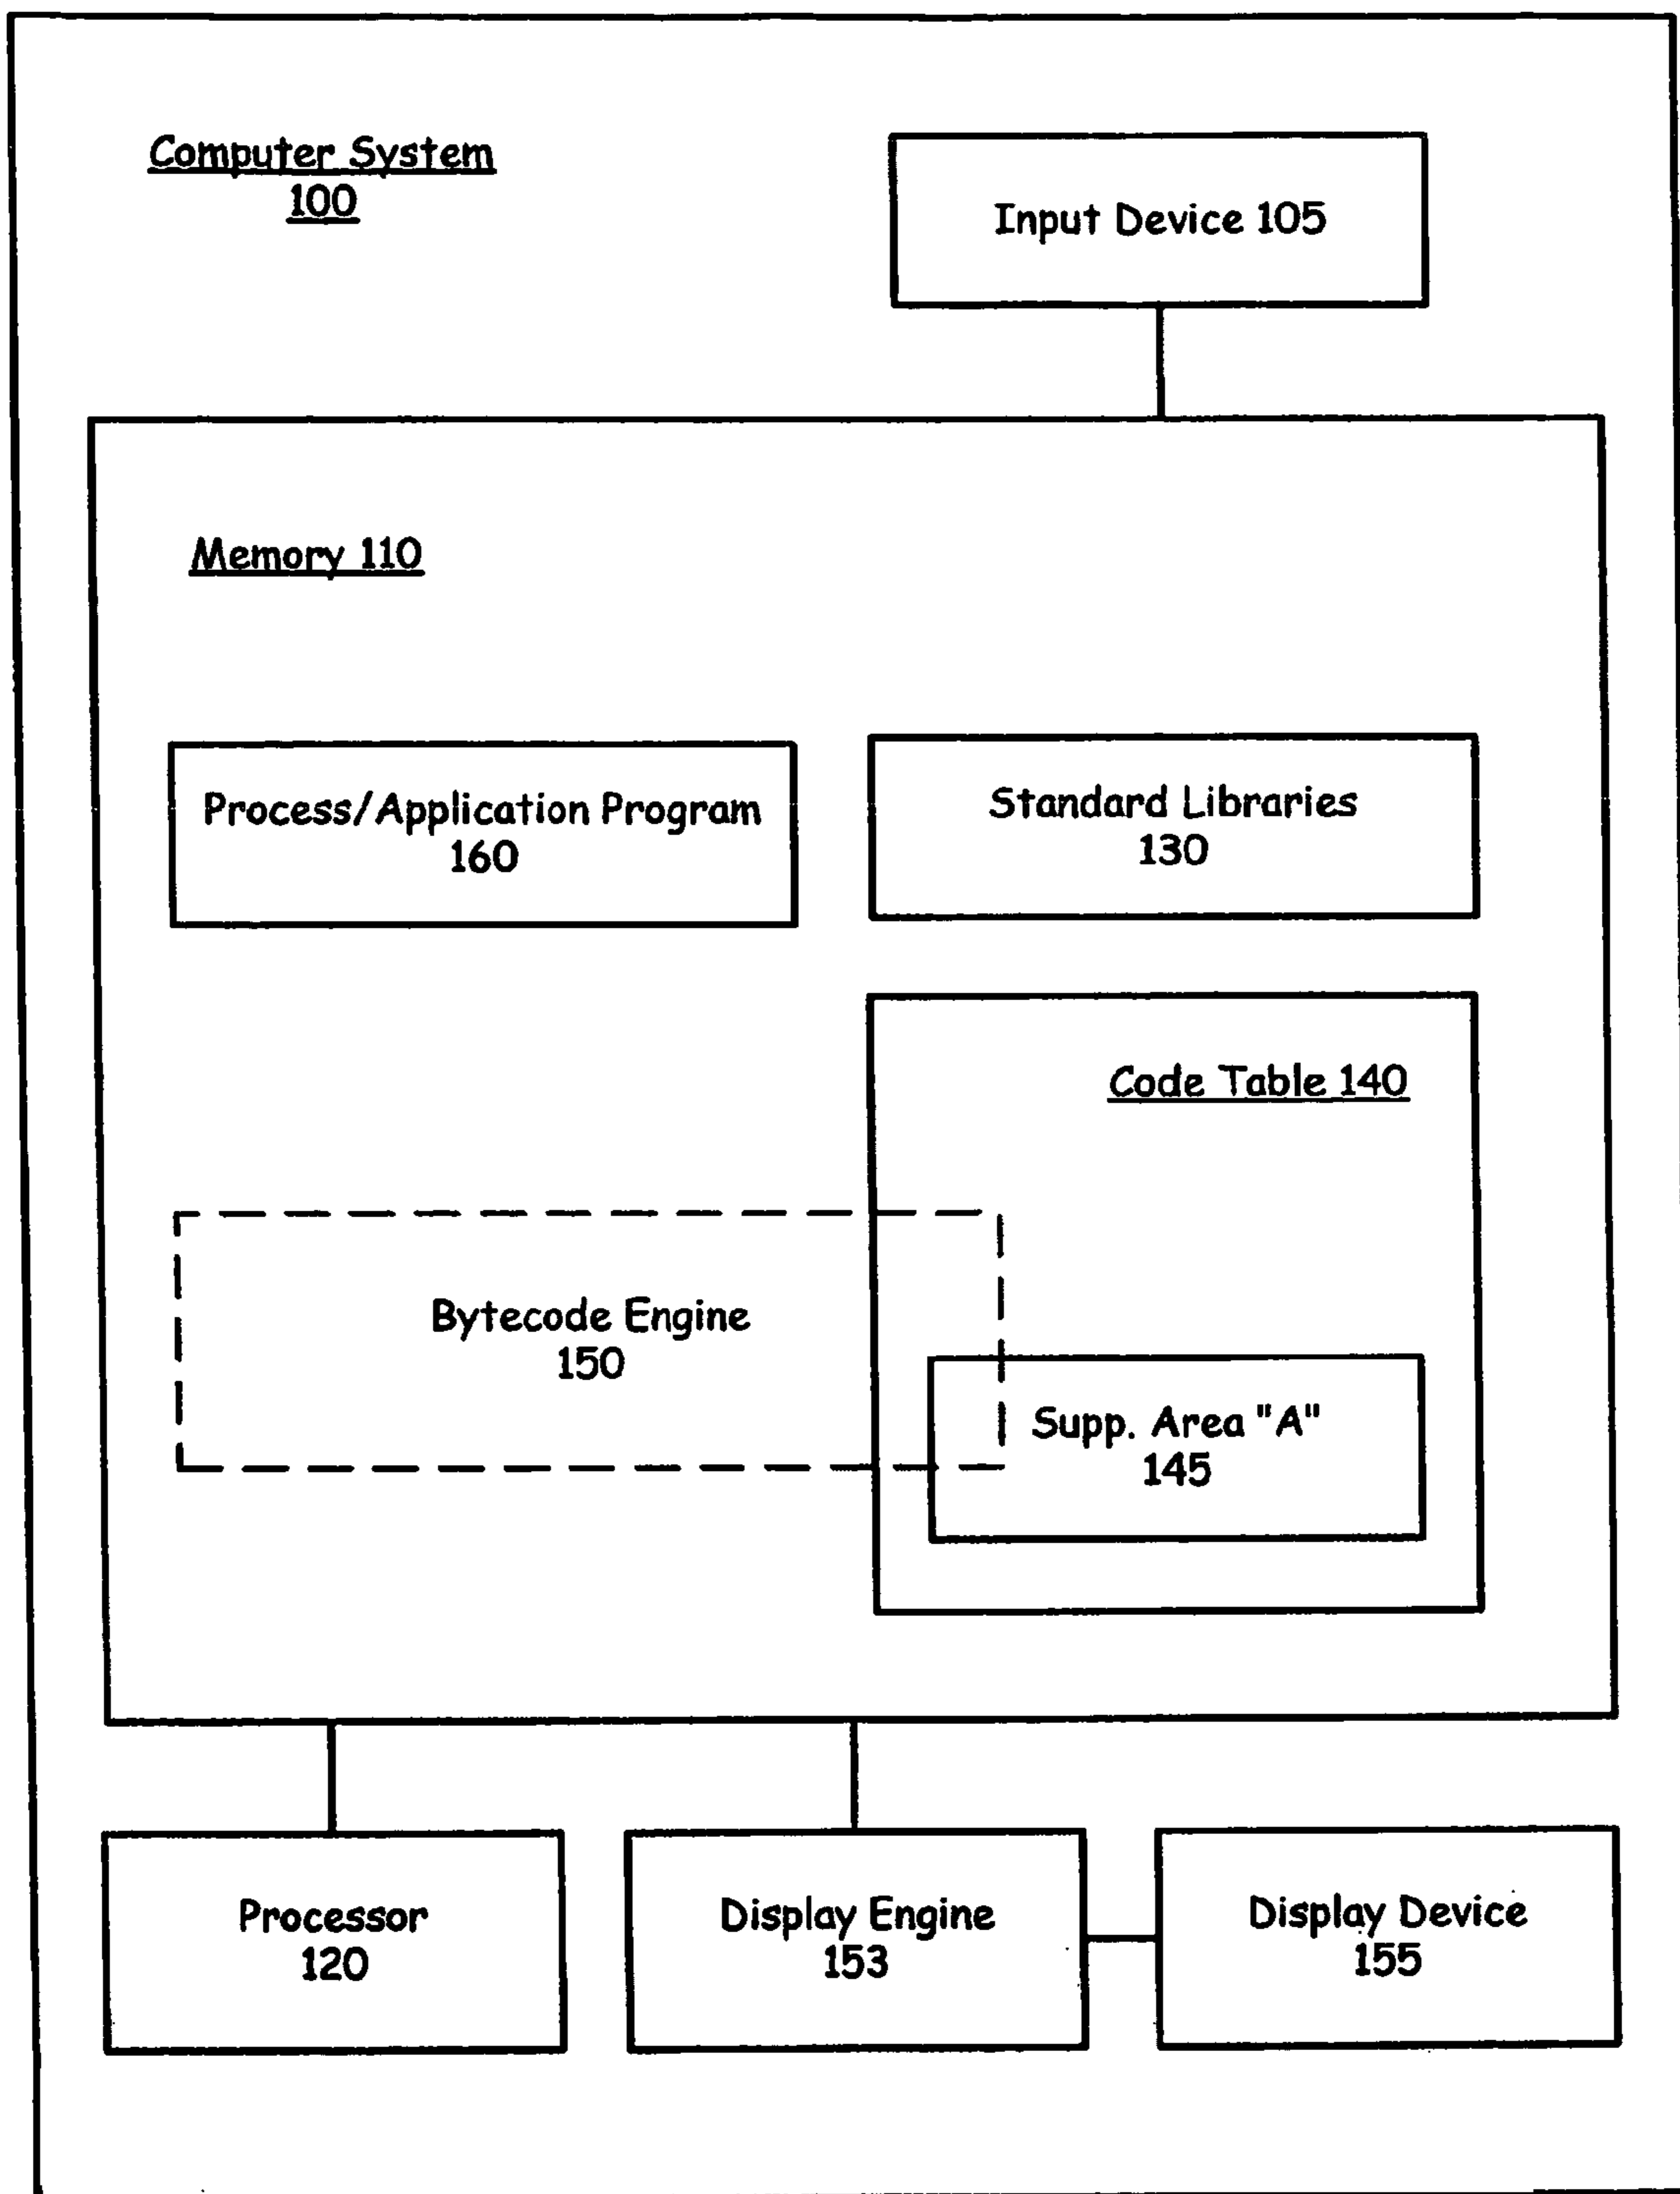 Computer System
100
Input Device 105
Memory 110
Process/Application Program
160
Standard Libraries
130
Code Table 140
Bytecode Engine
150
Supp. Area "A"
145
Processor
120
Display Engine
153
Display Device
155